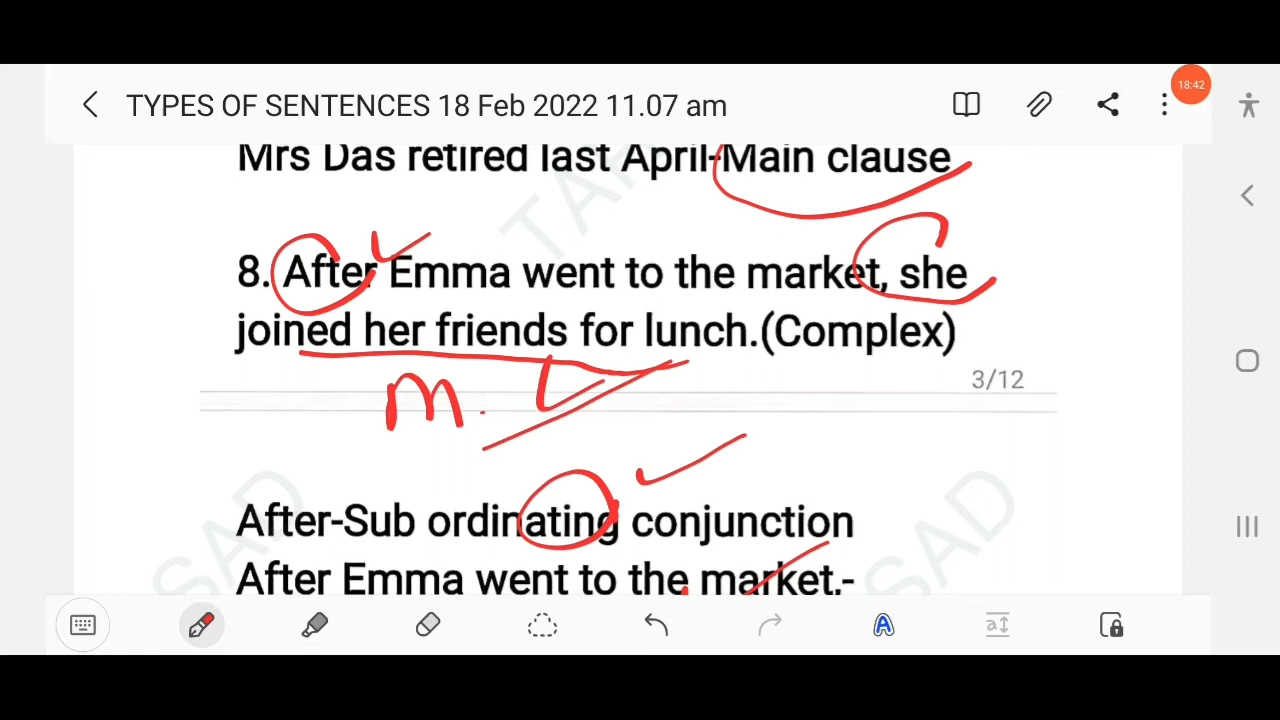 18:42
TYPES OF SENTENCES 18 Feb 2022 11.07 am
Mrs Das retired last April-Main clause
8. After Emma went to the market, she
joined her friends for lunch.(Complex)
m.
3/12
After-Sub ordinating conjunction
After Emma went to the market,-
SAD
SAD